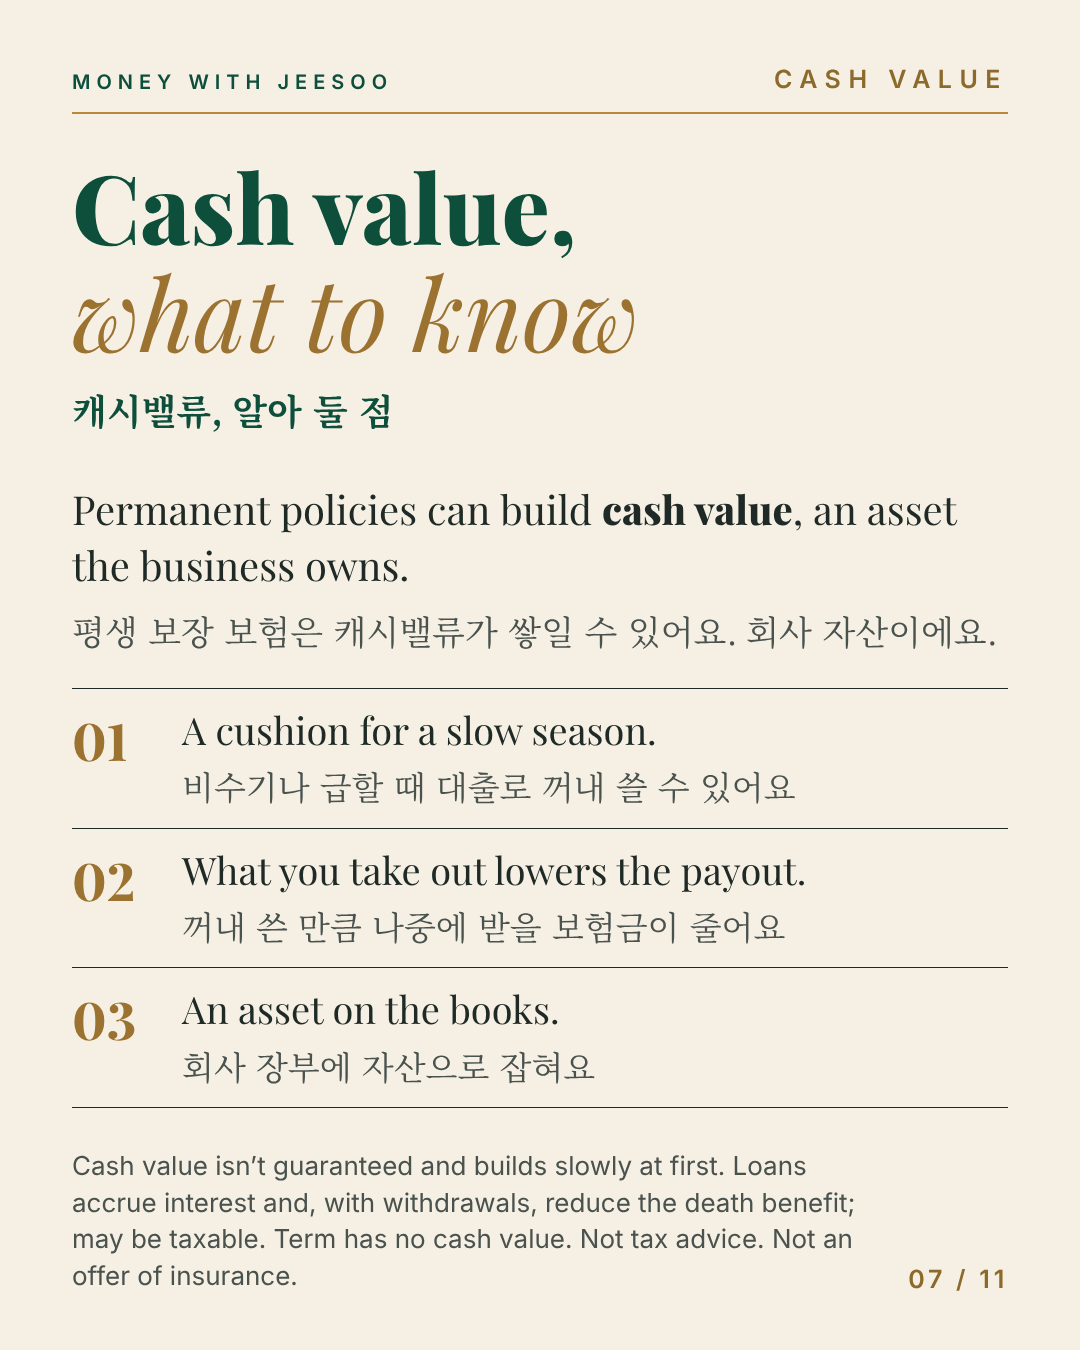 MONEY WITH JEESOO
CASH VALUE
Cash value,
what to know
캐시밸류, 알아 둘 점
Permanent policies can build cash value, an asset
the business owns.
평생 보장 보험은 캐시밸류가 쌓일 수 있어요. 회사 자산이에요.
01
A cushion for a slow season.
비수기나 급할 때 대출로 꺼내 쓸 수 있어요
02
What you take out lowers the payout.
꺼내 쓴 만큼 나중에 받을 보험금이 줄어요
03
An asset on the books.
회사 장부에 자산으로 잡혀요
Cash value isn’t guaranteed and builds slowly at first. Loans
accrue interest and, with withdrawals, reduce the death benefit;
may be taxable. Term has no cash value. Not tax advice. Not an
offer of insurance.
07 / 11